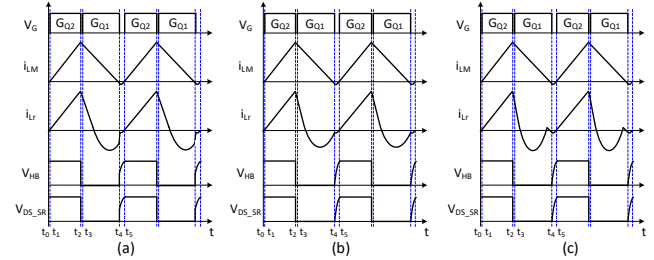 V_G G_Q2 G_Q1 G_Q2 G_Q1
i_LM
i_Lr
V_HB
V_DS_SR
t_0 t_1 t_2 t_3 t_4 t_5 t
(a)
G_Q2 G_Q1 G_Q2 G_Q1
V_G
i_LM
i_Lr
V_HB
V_DS_SR
t_0 t_1 t_2 t_3 t_4 t_5 t
(b)
G_Q2 G_Q1 G_Q2 G_Q1
V_G
i_LM
i_Lr
V_HB
V_DS_SR
t_0 t_1 t_2 t_3 t_4 t_5 t
(c)